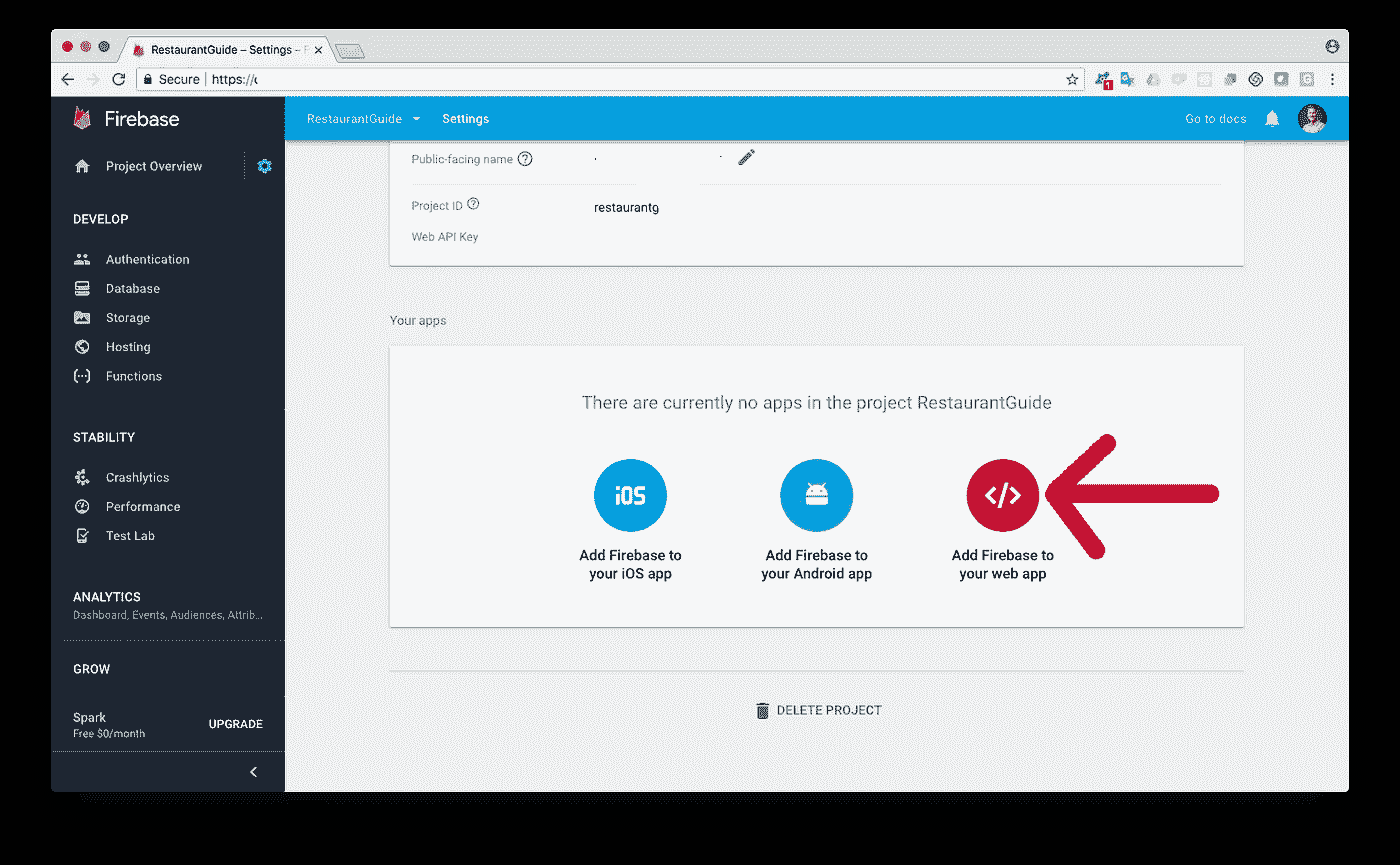 RestaurantGuide – Settings – F
Secure
https://
1
Firebase
RestaurantGuide
Settings
Go to docs
Project Overview
Public-facing name ?
Project ID ?
restaurantg
Web API Key
DEVELOP
Authentication
Database
Storage
Hosting
Functions
STABILITY
Crashlytics
Performance
Test Lab
ANALYTICS
Dashboard, Events, Audiences, Attrib...
GROW
Spark
Free $0/month
UPGRADE
Your apps
There are currently no apps in the project RestaurantGuide
iOS
</>
Add Firebase to
your iOS app
Add Firebase to
your Android app
Add Firebase to
your web app
DELETE PROJECT